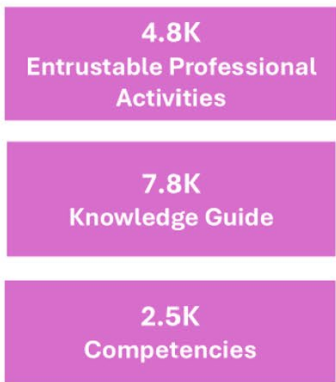 4.8K
Entrustable Professional
Activities
7.8K
Knowledge Guide
2.5K
Competencies